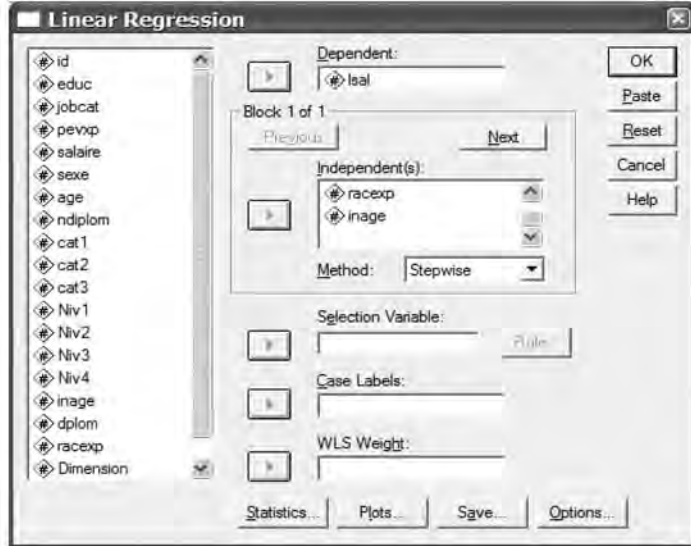 Linear Regression
id
educ
jobcat
pevxp
salaire
sexe
age
ndiplom
cat1
cat2
cat3
Niv1
Niv2
Niv3
Niv4
inage
dplom
racexp
Dimension
Dependent:
lsal
Block 1 of 1
Previous
Next
Independent(s):
racexp
inage
Method:
Stepwise
Selection Variable:
Rule...
Case Labels:
WLS Weight:
Statistics...
Plots...
Save...
Options...
OK
Paste
Reset
Cancel
Help